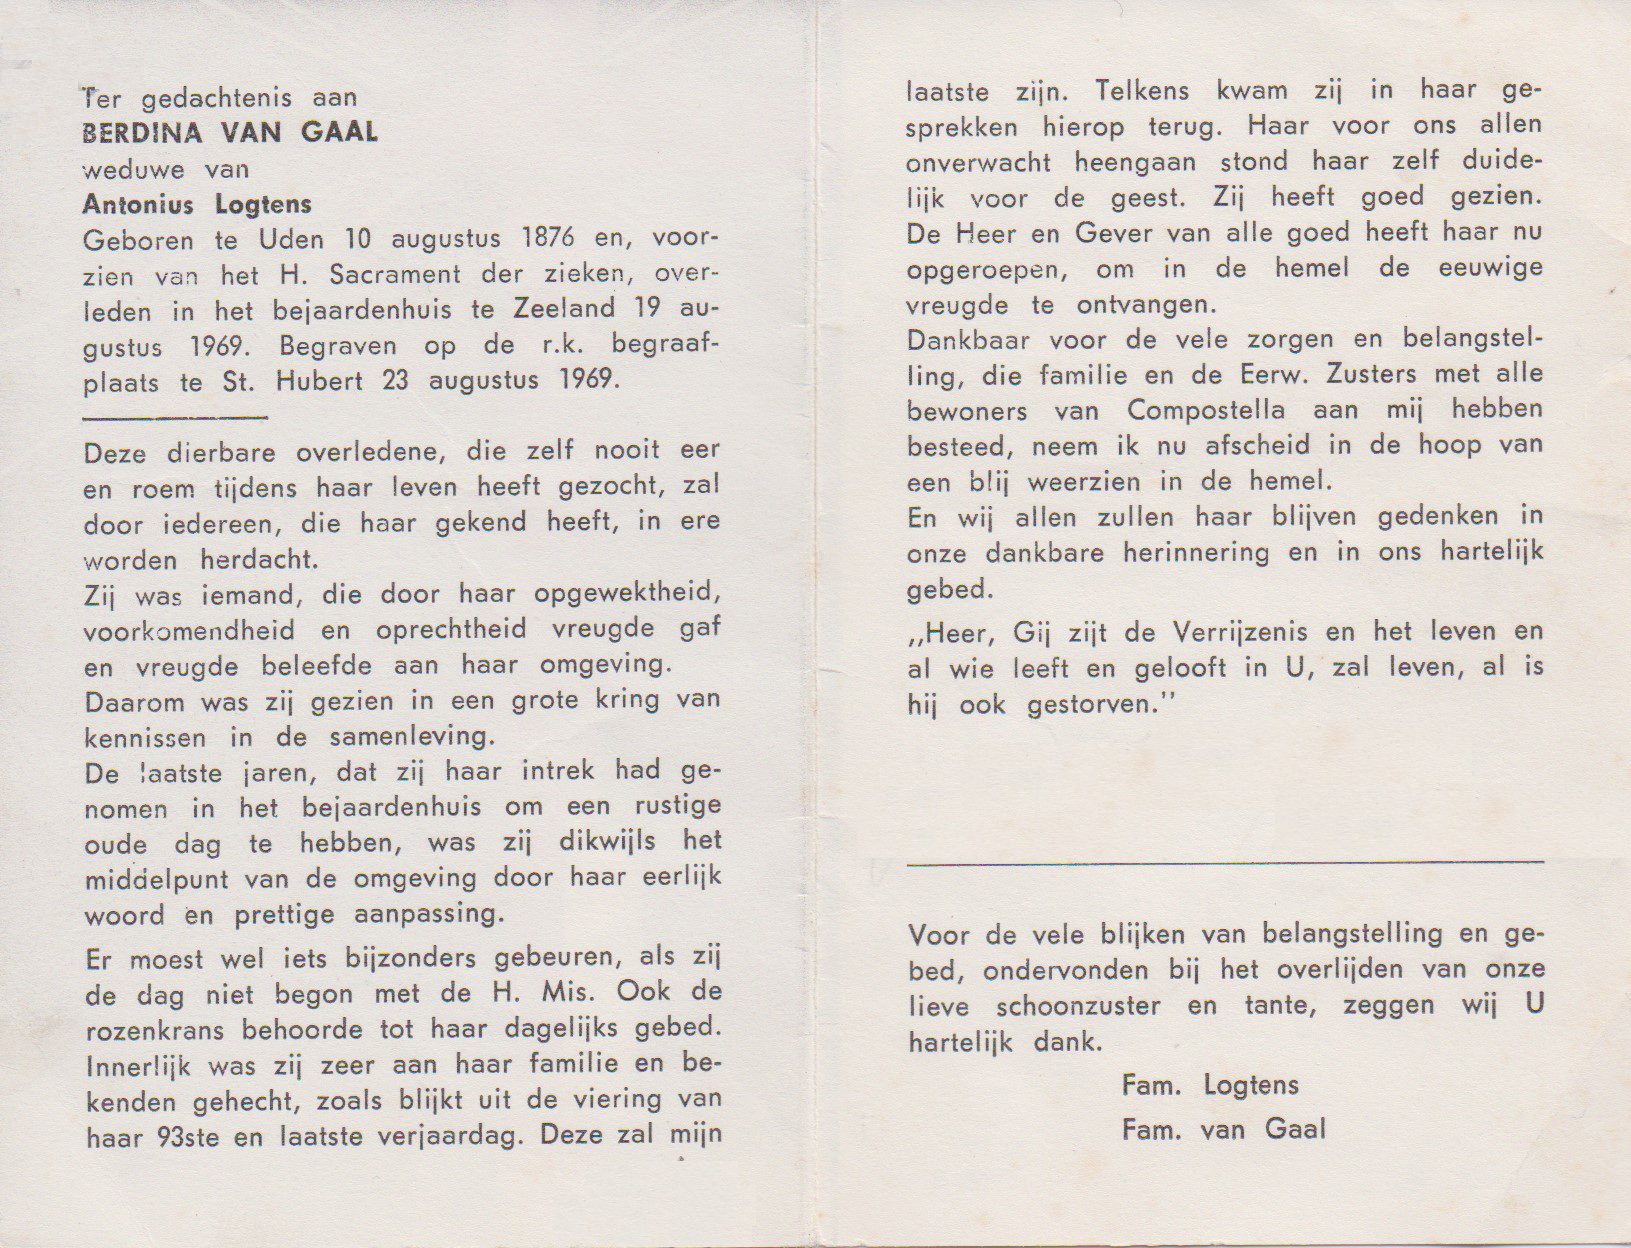 Ter gedachtenis aan
BERDINA VAN GAAL
weduwe van
Antonius Logtens
Geboren te Uden 10 augustus 1876 en, voor-
zien van het H. Sacrament der zieken, over-
leden in het bejaardenhuis te Zeeland 19 au-
gustus 1969. Begraven op de r.k. begraaf-
plaats te St. Hubert 23 augustus 1969.
Deze dierbare overledene, die zelf nooit eer
en roem tijdens haar leven heeft gezocht, zal
door iedereen, die haar gekend heeft, in ere
worden herdacht.
Zij was iemand, die door haar opgewektheid,
voorkomendheid en oprechtheid vreugde gaf
en vreugde beleefde aan haar omgeving.
Daarom was zij gezien in een grote kring van
kennissen in de samenleving.
De laatste jaren, dat zij haar intrek had ge-
nomen in het bejaardenhuis om een rustige
oude dag te hebben, was zij dikwijls het
middelpunt van de omgeving door haar eerlijk
woord en prettige aanpassing.
Er moest wel iets bijzonders gebeuren, als zij
de dag niet begon met de H. Mis. Ook de
rozenkrans behoorde tot haar dagelijks gebed.
Innerlijk was zij zeer aan haar familie en be-
kenden gehecht, zoals blijkt uit de viering van
haar 93ste en laatste verjaardag. Deze zal mijn
laatste zijn. Telkens kwam zij in haar ge-
sprekken hierop terug. Haar voor ons allen
onverwacht heengaan stond haar zelf duide-
lijk voor de geest. Zij heeft goed gezien.
De Heer en Gever van alle goed heeft haar nu
opgeroepen, om in de hemel de eeuwige
vreugde te ontvangen.
Dankbaar voor de vele zorgen en belangstel-
ling, die familie en de Eerw. Zusters met alle
bewoners van Compostella aan mij hebben
besteed, neem ik nu afscheid in de hoop van
een blij weerzien in de hemel.
En wij allen zullen haar blijven gedenken in
onze dankbare herinnering en in ons hartelijk
gebed.
,,Heer, Gij zijt de Verrijzenis en het leven en
al wie leeft en gelooft in U, zal leven, al is
hij ook gestorven.''
Voor de vele blijken van belangstelling en ge-
bed, ondervonden bij het overlijden van onze
lieve schoonzuster en tante, zeggen wij U
hartelijk dank.
Fam. Logtens
Fam. van Gaal